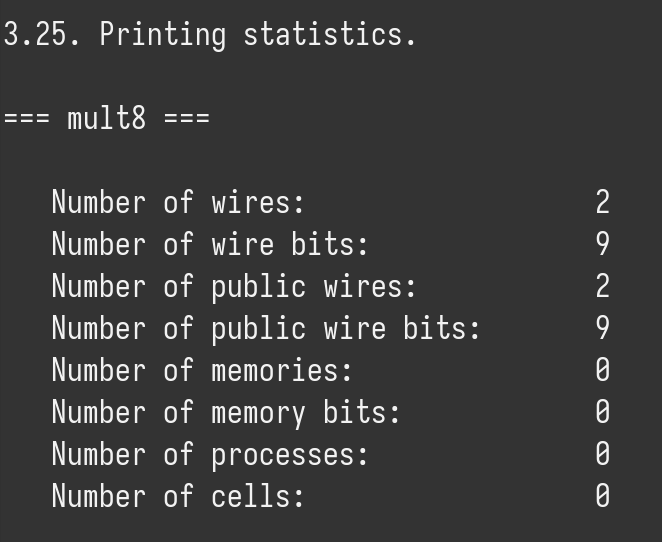 3.25. Printing statistics.
=== mult8 ===
Number of wires: 2
Number of wire bits: 9
Number of public wires: 2
Number of public wire bits: 9
Number of memories: 0
Number of memory bits: 0
Number of processes: 0
Number of cells: 0